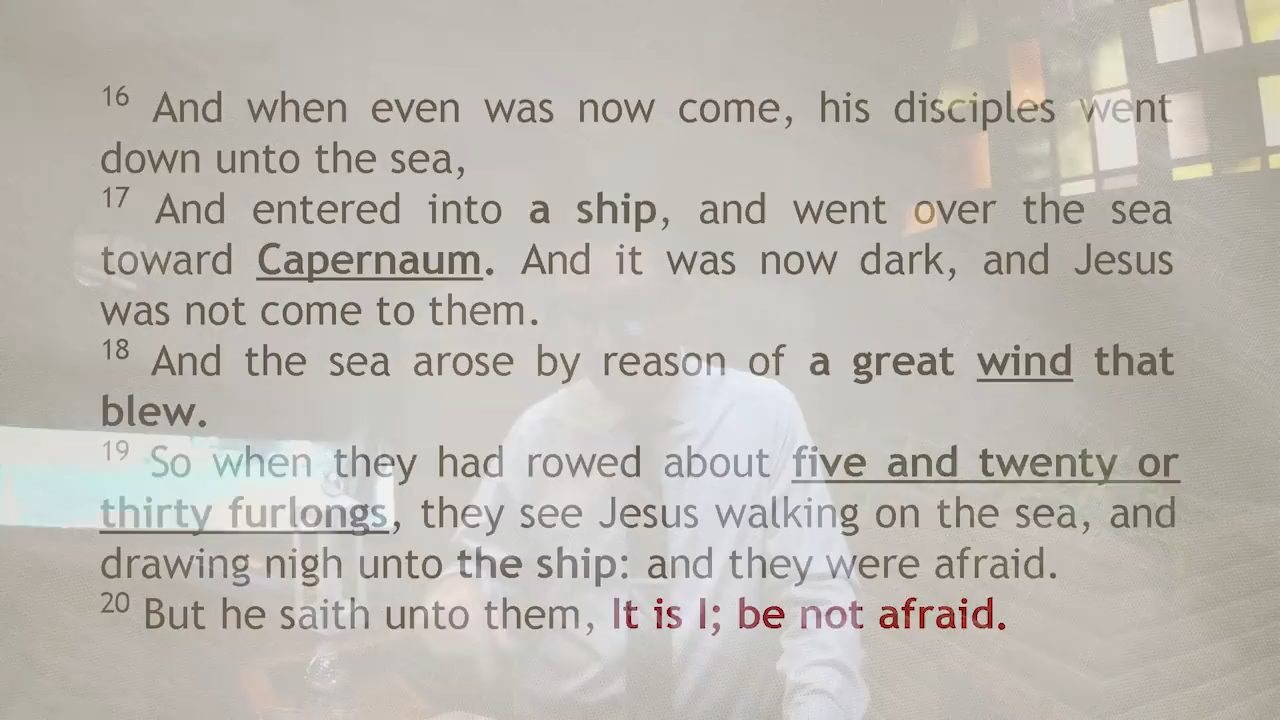 16 And when even was now come, his disciples went
down unto the sea,
17 And entered into a ship, and went over the sea
toward Capernaum. And it was now dark, and Jesus
was not come to them.
18 And the sea arose by reason of a great wind that
blew.
19 So when they had rowed about five and twenty or
thirty furlongs, they see Jesus walking on the sea, and
drawing nigh unto the ship: and they were afraid.
20 But he saith unto them, It is I; be not afraid.